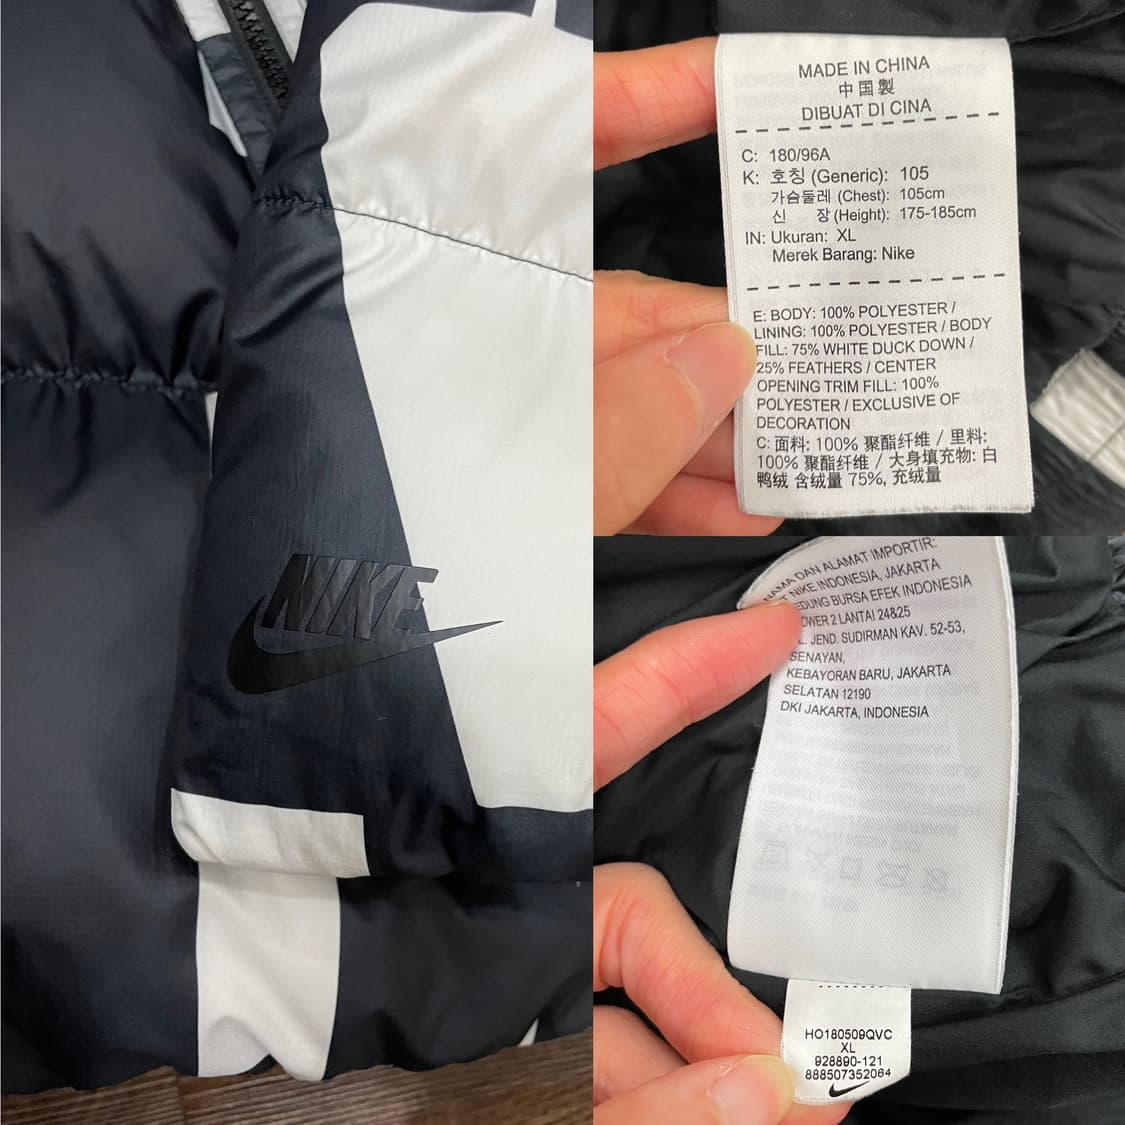 NIKE
MADE IN CHINA
中国製
DIBUAT DI CINA
C: 180/96A
K: 호칭 (Generic): 105
가슴둘레 (Chest): 105cm
신 장 (Height): 175-185cm
IN: Ukuran: XL
Merek Barang: Nike
E: BODY: 100% POLYESTER /
LINING: 100% POLYESTER / BODY
FILL: 75% WHITE DUCK DOWN /
25% FEATHERS / CENTER
OPENING TRIM FILL: 100%
POLYESTER / EXCLUSIVE OF
DECORATION
C: 面料: 100% 聚酯纤维 / 里料:
100% 聚酯纤维 / 大身填充物: 白
鸭绒 含绒量 75%, 充绒量
NAMA DAN ALAMAT IMPORTIR:
NIKE INDONESIA, JAKARTA
BURSA EFEK INDONESIA
2 LANTAI 24&25
JEND. SUDIRMAN KAV. 52-53,
SENAYAN,
KEBAYORAN BARU, JAKARTA
SELATAN 12190
DKI JAKARTA, INDONESIA
HO180509QVC
XL
928890-121
888507352064